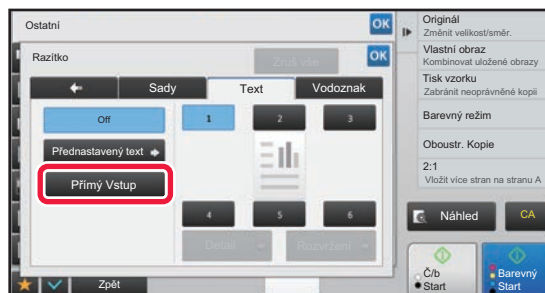 Ostatní
OK
Razítko
Zruš vše
OK
Sady
Text
Vodoznak
Off
1
2
3
Přednastavený text
Přímý Vstup
4
5
6
Detail
Rozvržení
Zpět
Originál
Změnit velikost/směr.
Vlastní obraz
Kombinovat uložené obrazy
Tisk vzorku
Zabránit neoprávněné kopii
Barevný režim
Oboustr. Kopie
2:1
Vložit více stran na stranu A
Náhled
CA
Č/b
Start
Barevný
Start